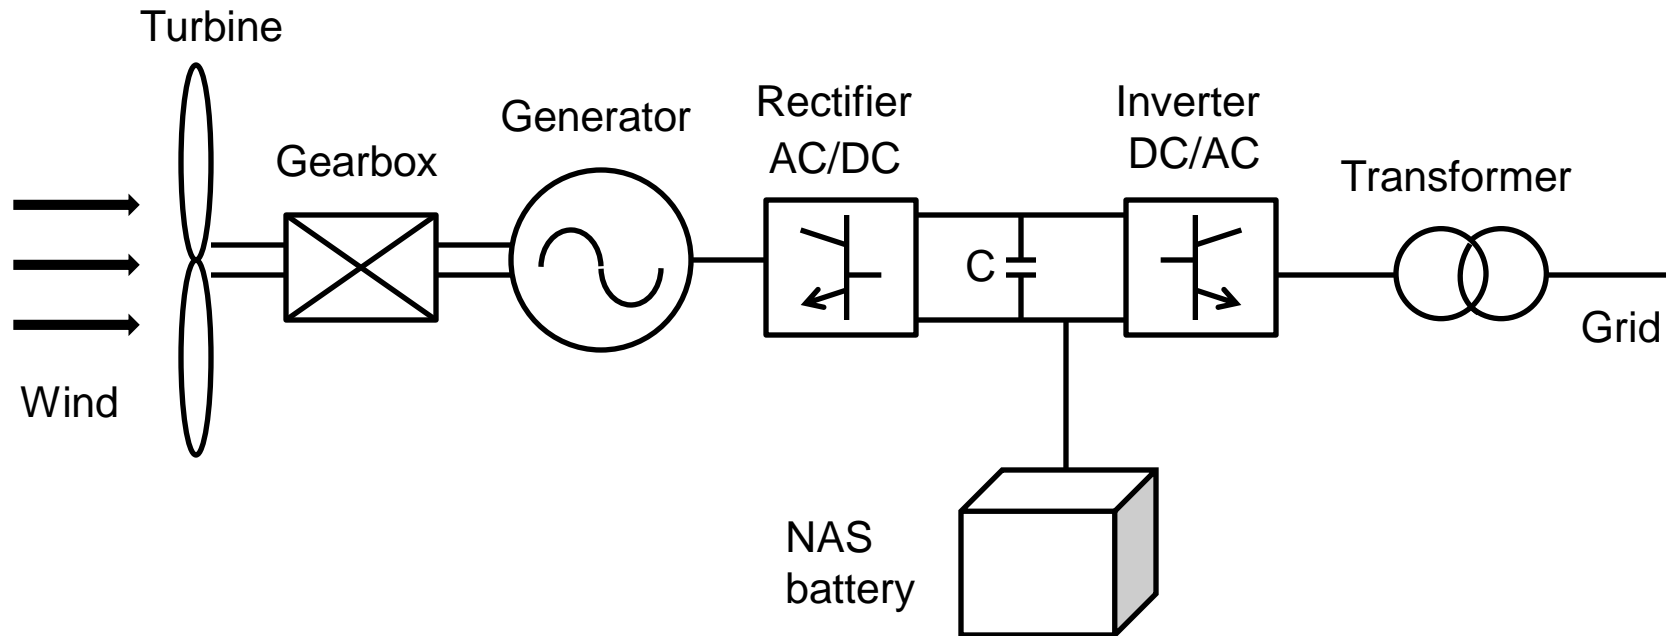 Turbine
Gearbox
Generator
Rectifier
AC/DC
Inverter
DC/AC
Transformer
C
Grid
Wind
NAS
battery